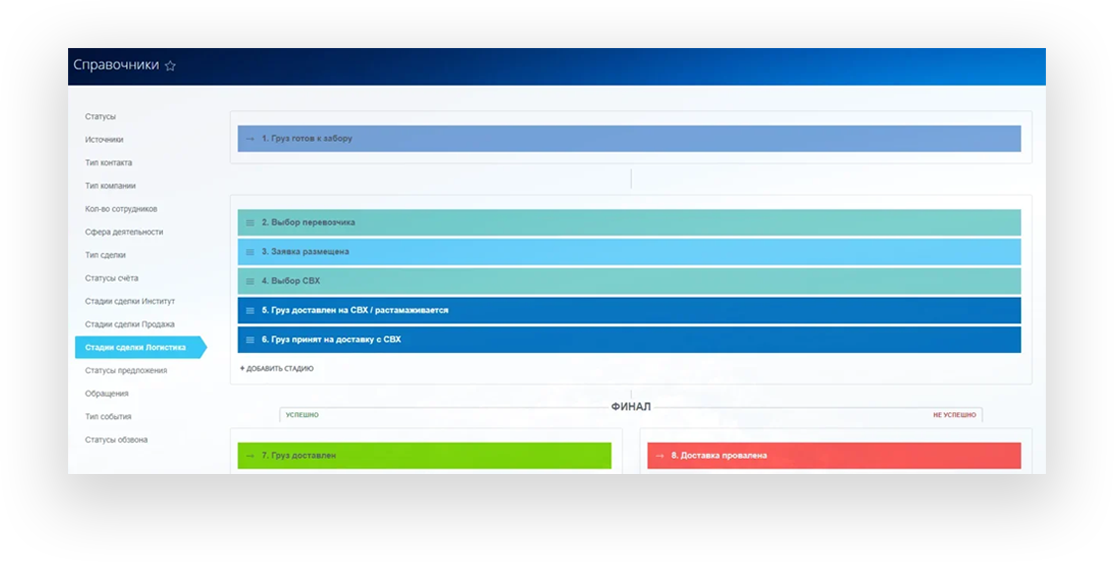 Справочники
Статусы
Источники
Тип контакта
Тип компании
Кол-во сотрудников
Сфера деятельности
Тип сделки
Статусы счёта
Стадии сделки Институт
Стадии сделки Продажа
Стадии сделки Логистика
Статусы предложения
Обращения
Тип события
Статусы обзвона
1. Груз готов к забору
2. Выбор перевозчика
3. Заявка размещена
4. Выбор СВХ
5. Груз доставлен на СВХ / растамаживается
6. Груз принят на доставку с СВХ
+ ДОБАВИТЬ СТАДИЮ
ФИНАЛ
УСПЕШНО
НЕ УСПЕШНО
7. Груз доставлен
8. Доставка провалена